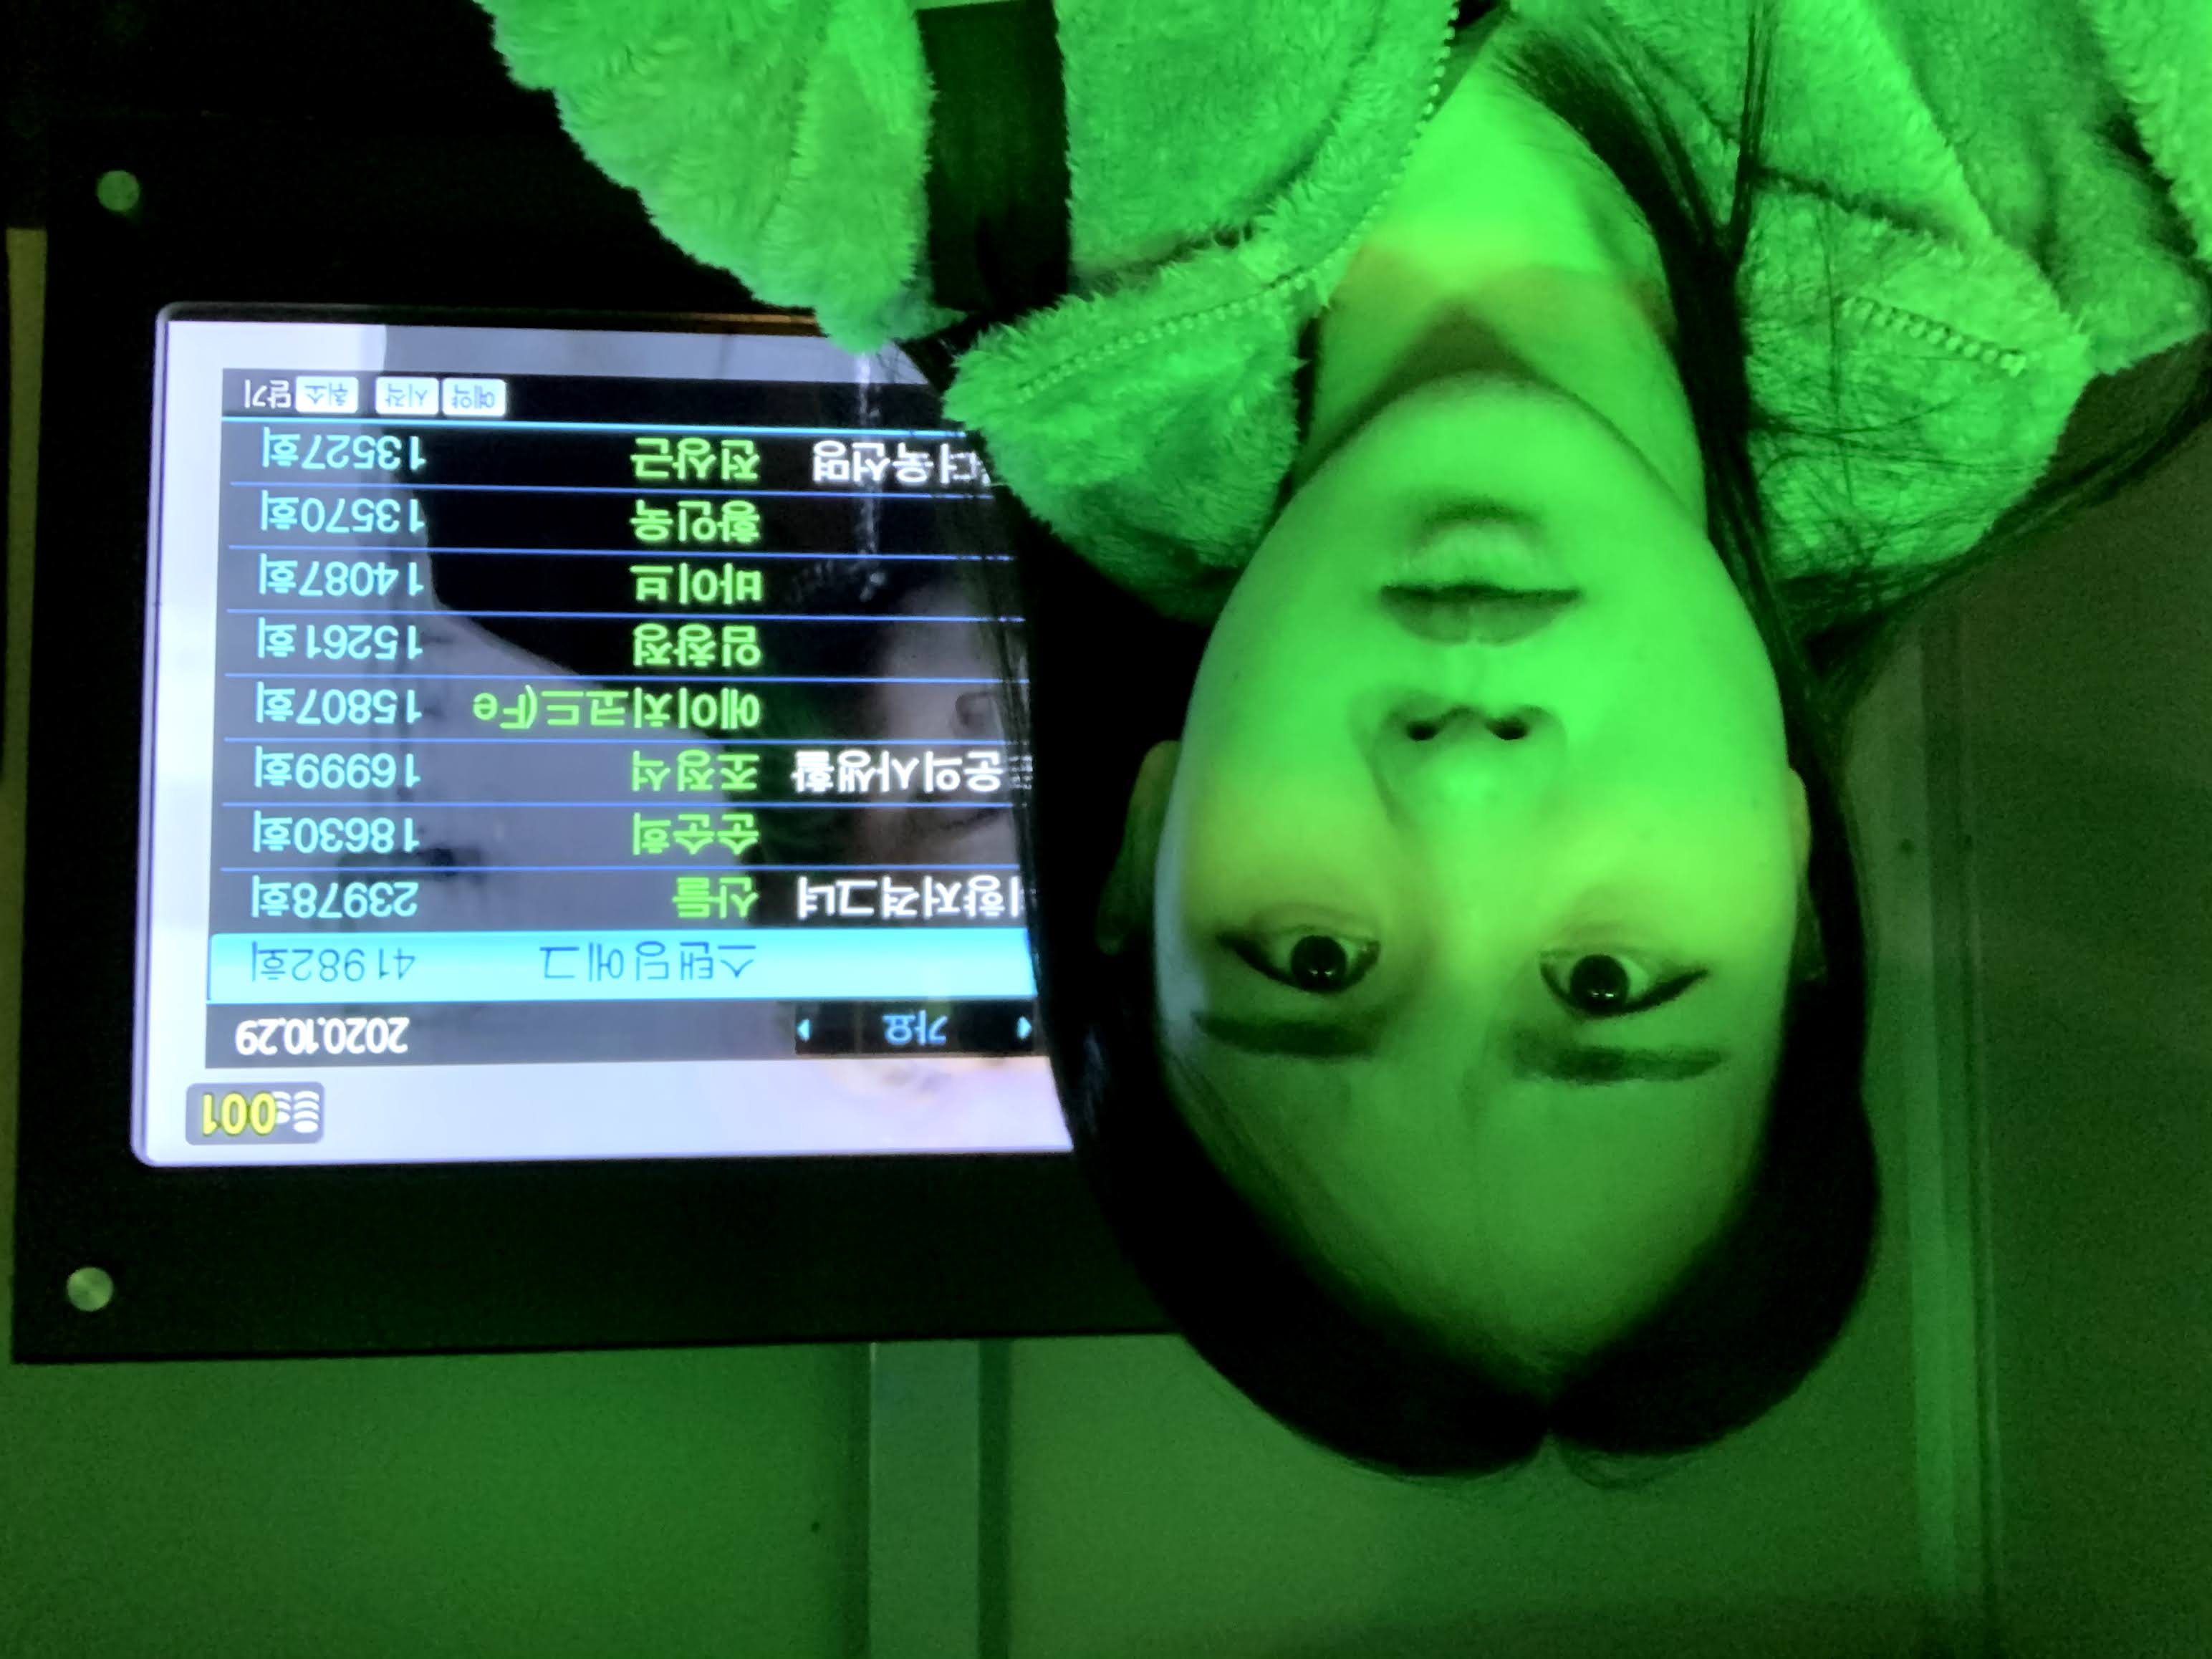 001
가요 2020.10.29
스탠딩에그 41982회
향저격그녀 산들 23978회
순순희 18630회
운의사생활 조정석 16999회
에이치코드(Fe 15807회
임창정 15261회
바이브 14087회
황인욱 13570회
더욱선명 전상근 13527회
예약 시작 취소 닫기